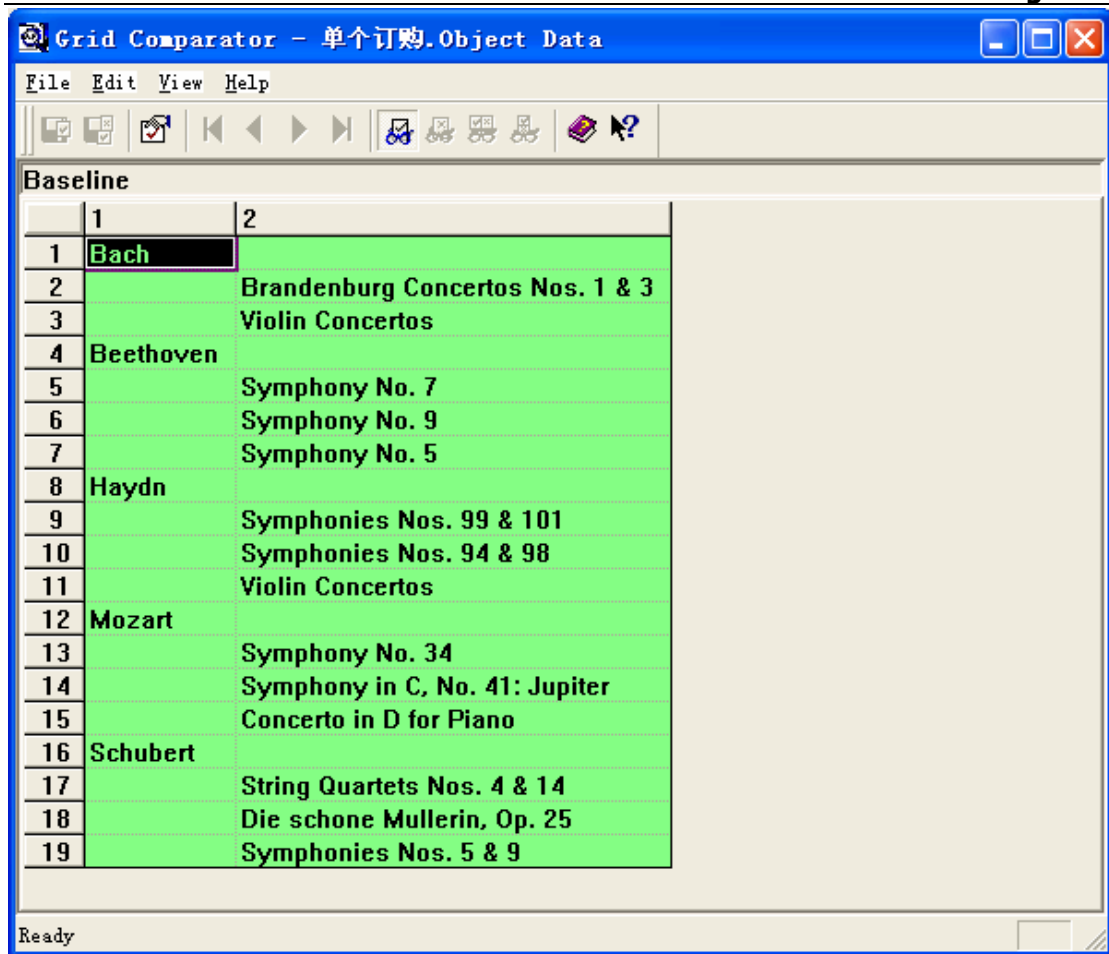 Grid Comparator - 单个订购.Object Data
File Edit View Help
Baseline
1 2
1 Bach
2 Brandenburg Concertos Nos. 1 & 3
3 Violin Concertos
4 Beethoven
5 Symphony No. 7
6 Symphony No. 9
7 Symphony No. 5
8 Haydn
9 Symphonies Nos. 99 & 101
10 Symphonies Nos. 94 & 98
11 Violin Concertos
12 Mozart
13 Symphony No. 34
14 Symphony in C, No. 41: Jupiter
15 Concerto in D for Piano
16 Schubert
17 String Quartets Nos. 4 & 14
18 Die schone Mullerin, Op. 25
19 Symphonies Nos. 5 & 9
Ready